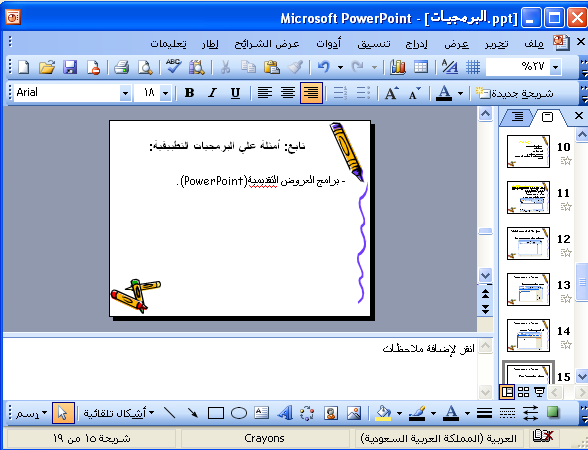 Microsoft PowerPoint - [البرمجيات.ppt]
ملف تحرير عرض إدراج تنسيق أدوات عرض الشرائح إطار تعليمات
%٢٧
Arial ١٨ B I U A A A شريحة جديدة
تابع: أمثلة علي البرمجيات التطبيقية:
- برامج العروض التقديمية(PowerPoint).
10
11
12
13
14
15
انقر لإضافة ملاحظات
رسم أشكال تلقائية
شريحة ١٥ من ١٩ Crayons العربية (المملكة العربية السعودية)